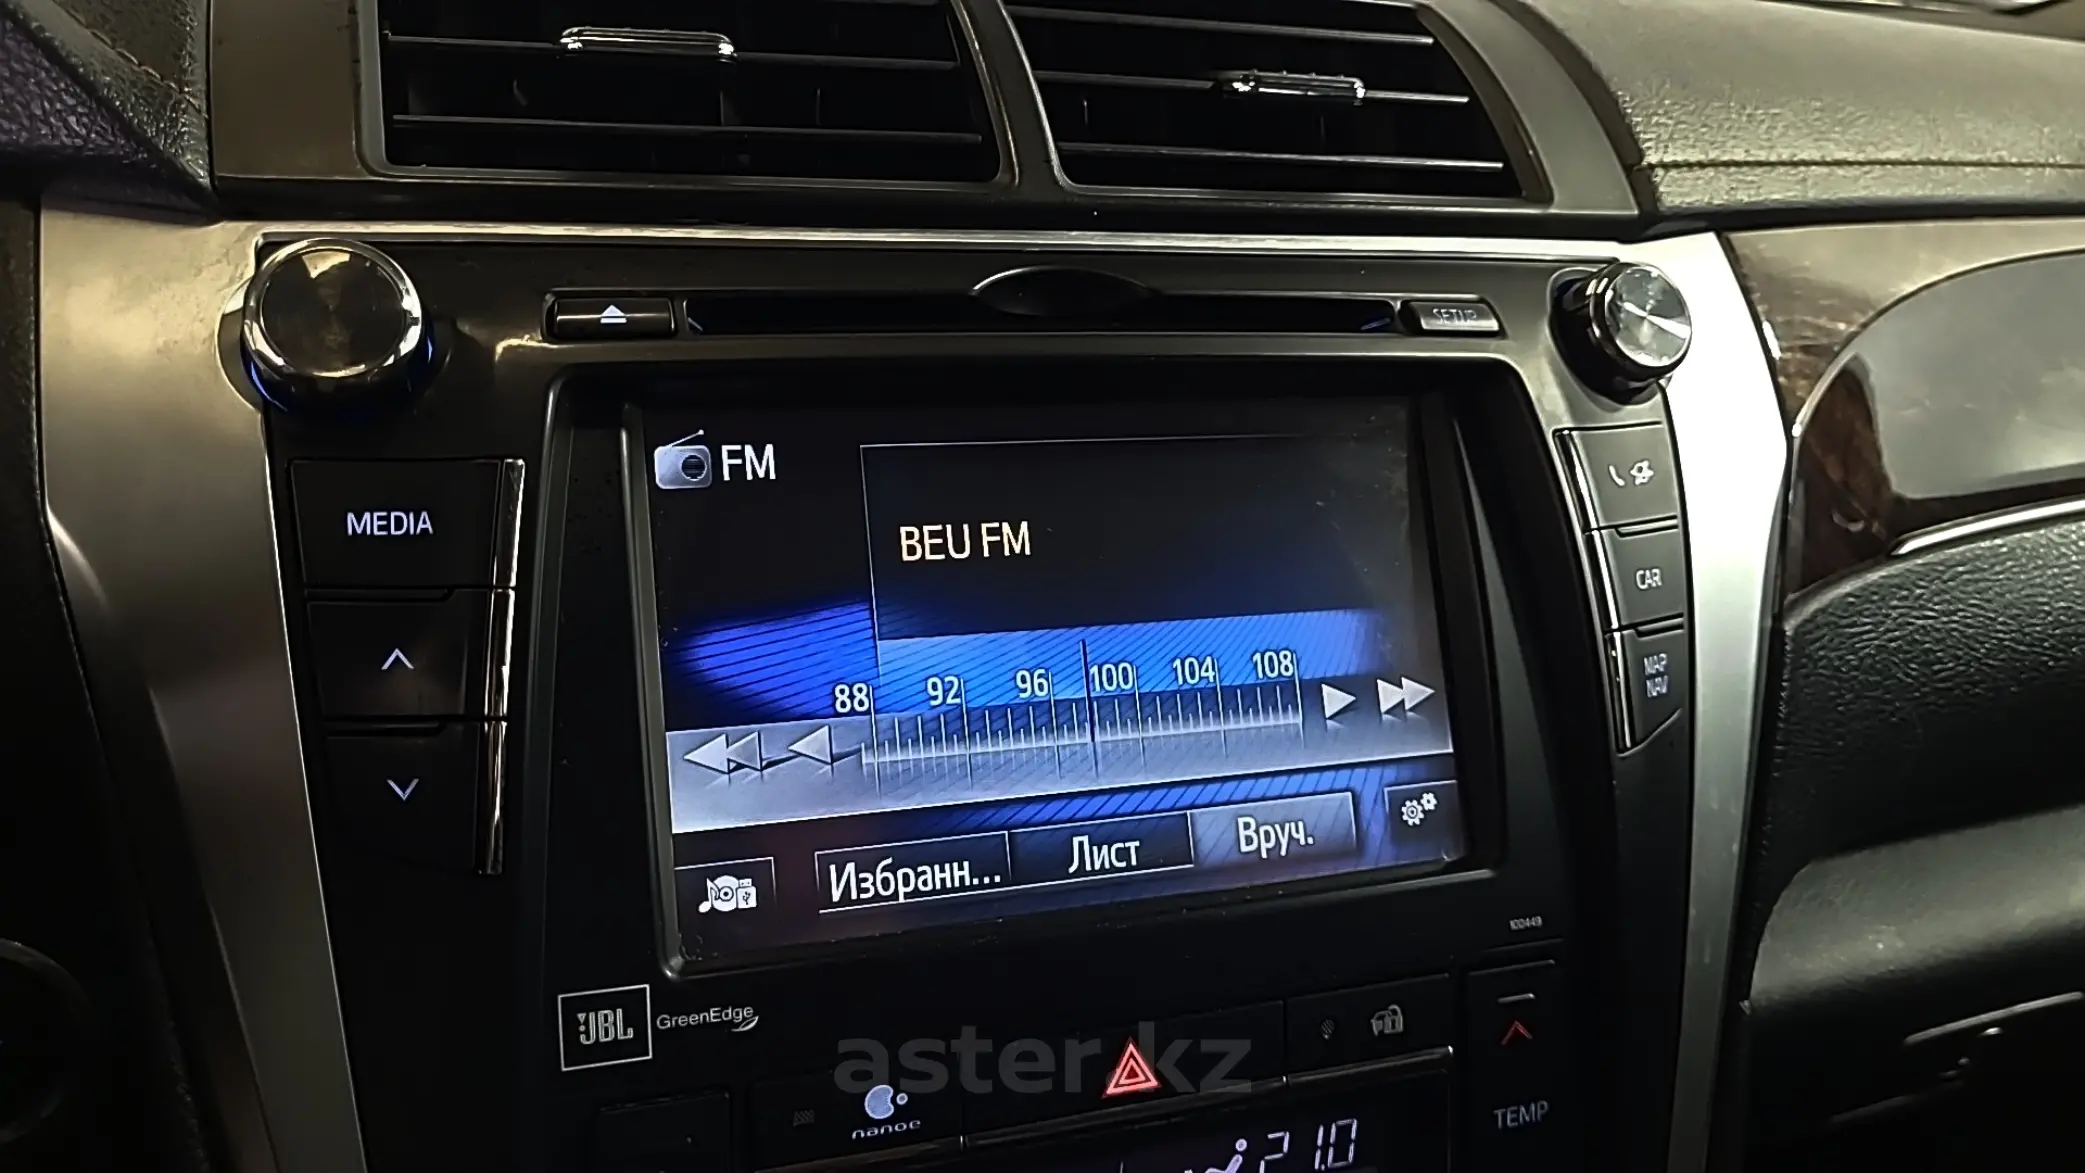 SETUP
FM
MEDIA
BEU FM
CAR
88 92 96 100 104 108
MAP
NAV
Избранн... Лист Вруч.
100449
JBL GreenEdge
aster.kz
nanoe
TEMP
21.0